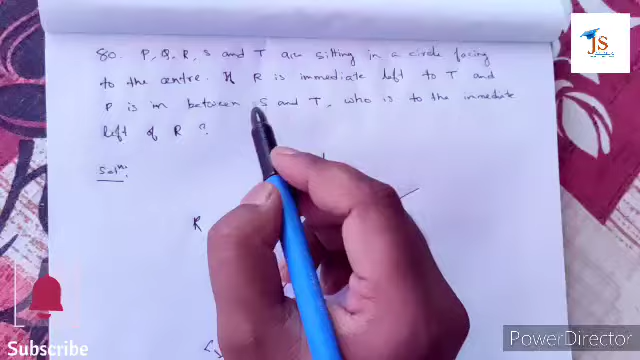 80. P, Q, R, S and T are sitting in a circle facing
to the centre. If R is immediate left to T and
P is in between S and T, who is to the immediate
left of R ?
Solⁿ:
R
JS
Subscribe
PowerDirector